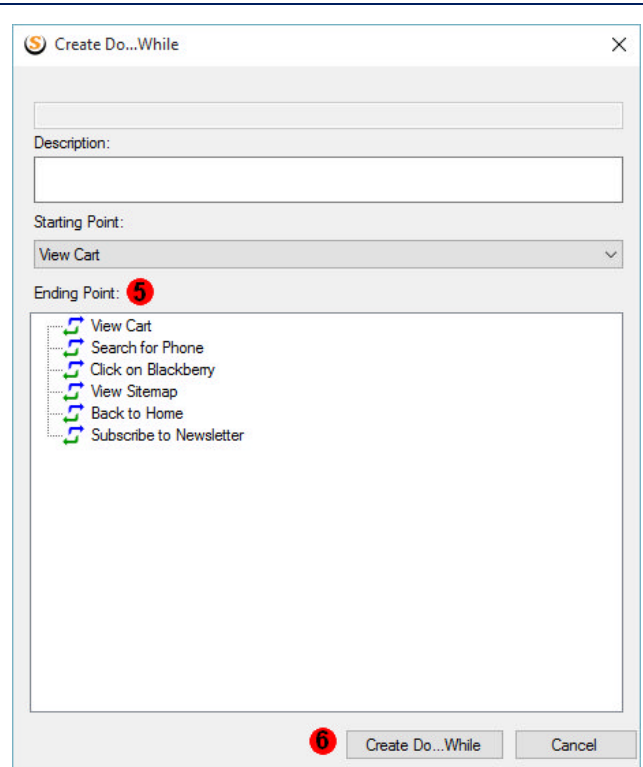 S Create Do...While
Description:
Starting Point:
View Cart
Ending Point: 5
View Cart
Search for Phone
Click on Blackberry
View Sitemap
Back to Home
Subscribe to Newsletter
6 Create Do...While Cancel